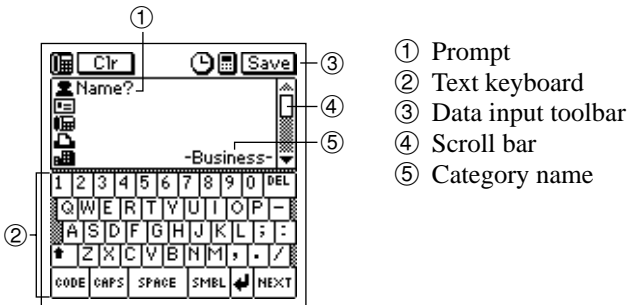 ①
Clr Save ③
Name?
④
⑤
-Business-
1 2 3 4 5 6 7 8 9 0 DEL
Q W E R T Y U I O P -
A S D F G H J K L ; :
②
Z X C V B N M , . /
CODE CAPS SPACE SMBL NEXT
① Prompt
② Text keyboard
③ Data input toolbar
④ Scroll bar
⑤ Category name